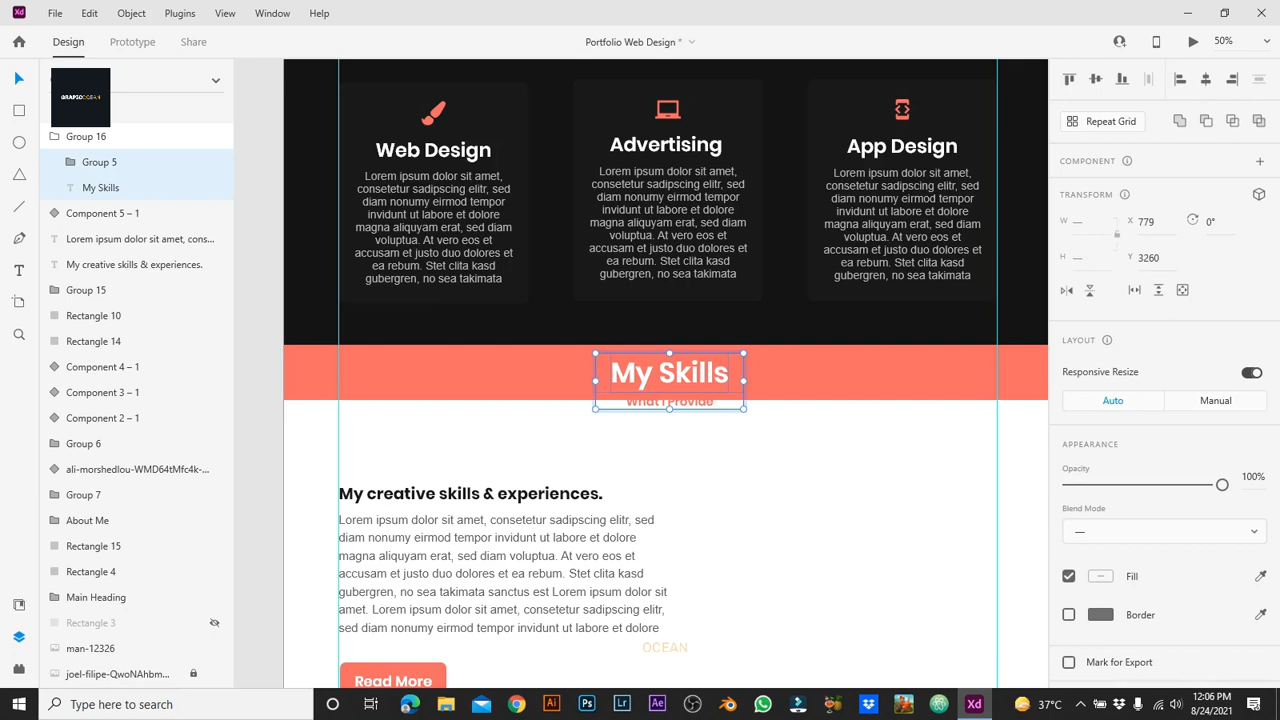 Xd File Edit Object Plugins View Window Help
Design Prototype Share Portfolio Web Design * 50%
GRAPIC OCEAN
Group 16
Group 5
My Skills
Component 5 – 1
Lorem ipsum dolor sit amet, cons...
My creative skills & experiences.
Group 15
Rectangle 10
Rectangle 14
Component 4 – 1
Component 3 – 1
Component 2 – 1
Group 6
ali-morshedlou-WMD64tMfc4k-...
Group 7
About Me
Rectangle 15
Rectangle 4
Main Heading
Rectangle 3
man-12326
joel-filipe-QwoNAhbm...
Web Design
Lorem ipsum dolor sit amet,
consetetur sadipscing elitr, sed
diam nonumy eirmod tempor
invidunt ut labore et dolore
magna aliquyam erat, sed diam
voluptua. At vero eos et
accusam et justo duo dolores et
ea rebum. Stet clita kasd
gubergren, no sea takimata
Advertising
Lorem ipsum dolor sit amet,
consetetur sadipscing elitr, sed
diam nonumy eirmod tempor
invidunt ut labore et dolore
magna aliquyam erat, sed diam
voluptua. At vero eos et
accusam et justo duo dolores et
ea rebum. Stet clita kasd
gubergren, no sea takimata
App Design
Lorem ipsum dolor sit amet,
consetetur sadipscing elitr, sed
diam nonumy eirmod tempor
invidunt ut labore et dolore
magna aliquyam erat, sed diam
voluptua. At vero eos et
accusam et justo duo dolores et
ea rebum. Stet clita kasd
gubergren, no sea takimata
My Skills
What I Provide
My creative skills & experiences.
Lorem ipsum dolor sit amet, consetetur sadipscing elitr, sed
diam nonumy eirmod tempor invidunt ut labore et dolore
magna aliquyam erat, sed diam voluptua. At vero eos et
accusam et justo duo dolores et ea rebum. Stet clita kasd
gubergren, no sea takimata sanctus est Lorem ipsum dolor sit
amet. Lorem ipsum dolor sit amet, consetetur sadipscing elitr,
sed diam nonumy eirmod tempor invidunt ut labore et dolore
OCEAN
Read More
Repeat Grid
COMPONENT
TRANSFORM
W — X 779 0°
H — Y 3260
LAYOUT
Responsive Resize
Auto Manual
APPEARANCE
Opacity
100%
Blend Mode
—
Fill
Border
Mark for Export
Type here to search Ai Ps Lr Ae Xd 37°C 12:06 PM
8/24/2021